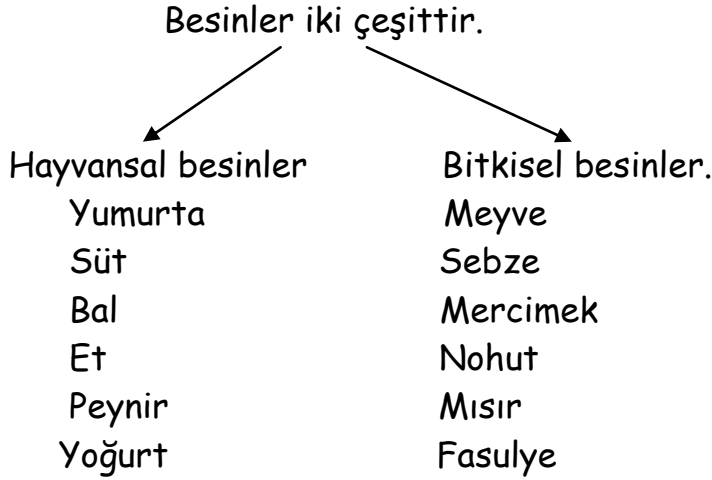 Besinler iki çeşittir.
Hayvansal besinler
Yumurta
Süt
Bal
Et
Peynir
Yoğurt
Bitkisel besinler.
Meyve
Sebze
Mercimek
Nohut
Mısır
Fasulye